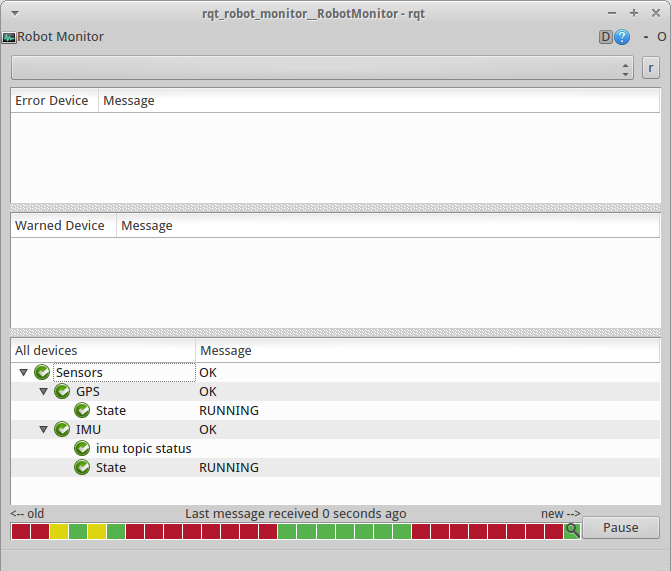 rqt_robot_monitor__RobotMonitor - rqt
Robot Monitor D ? - O
r
Error Device Message
Warned Device Message
All devices Message
Sensors OK
GPS OK
State RUNNING
IMU OK
imu topic status
State RUNNING
<-- old Last message received 0 seconds ago new -->
Pause